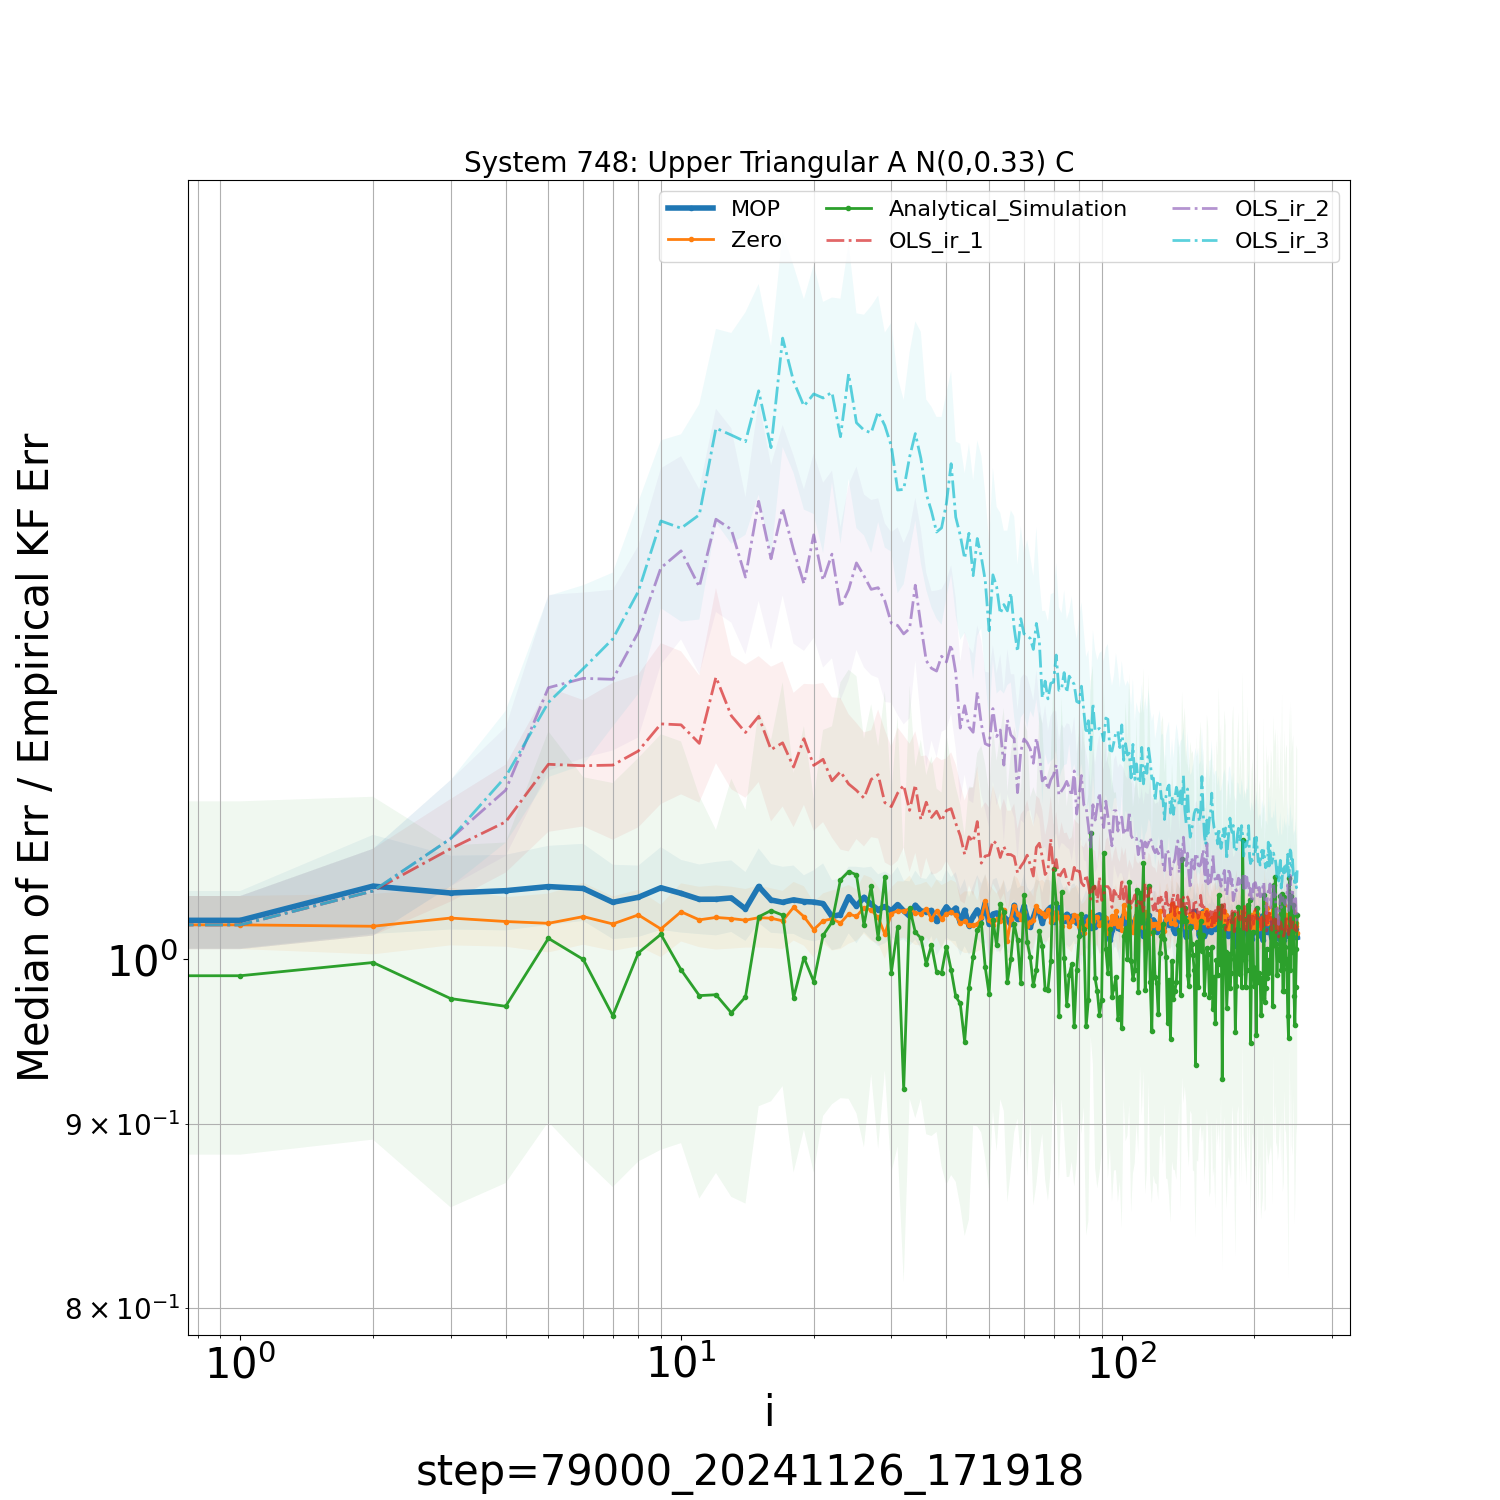 System 748: Upper Triangular A N(0,0.33) C
MOP
Zero
Analytical_Simulation
OLS_ir_1
OLS_ir_2
OLS_ir_3
Median of Err / Empirical KF Err
10⁰
9 × 10⁻¹
8 × 10⁻¹
10⁰ 10¹ 10²
i
step=79000_20241126_171918